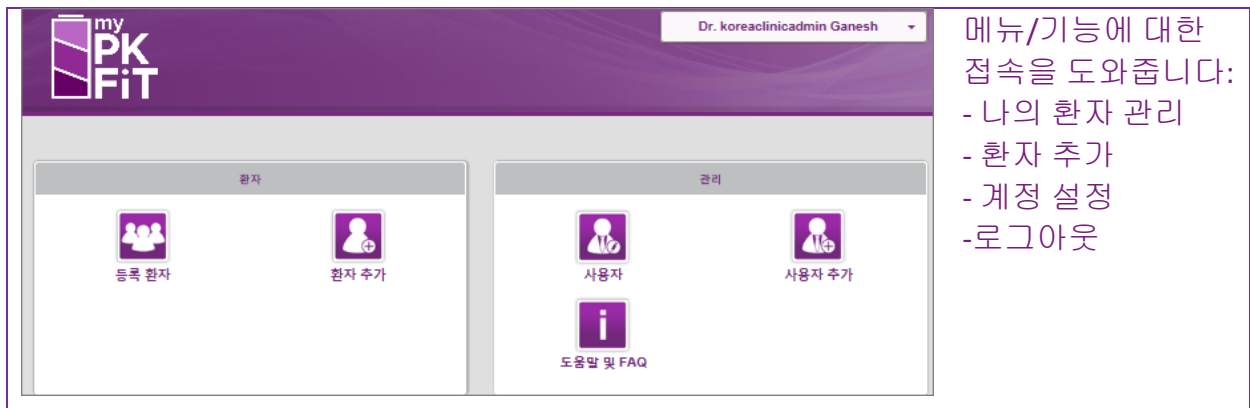 my
PK
FiT
Dr. koreaclinicadmin Ganesh
환자
등록 환자
환자 추가
관리
사용자
사용자 추가
i
도움말 및 FAQ
메뉴/기능에 대한
접속을 도와줍니다:
- 나의 환자 관리
- 환자 추가
- 계정 설정
-로그아웃